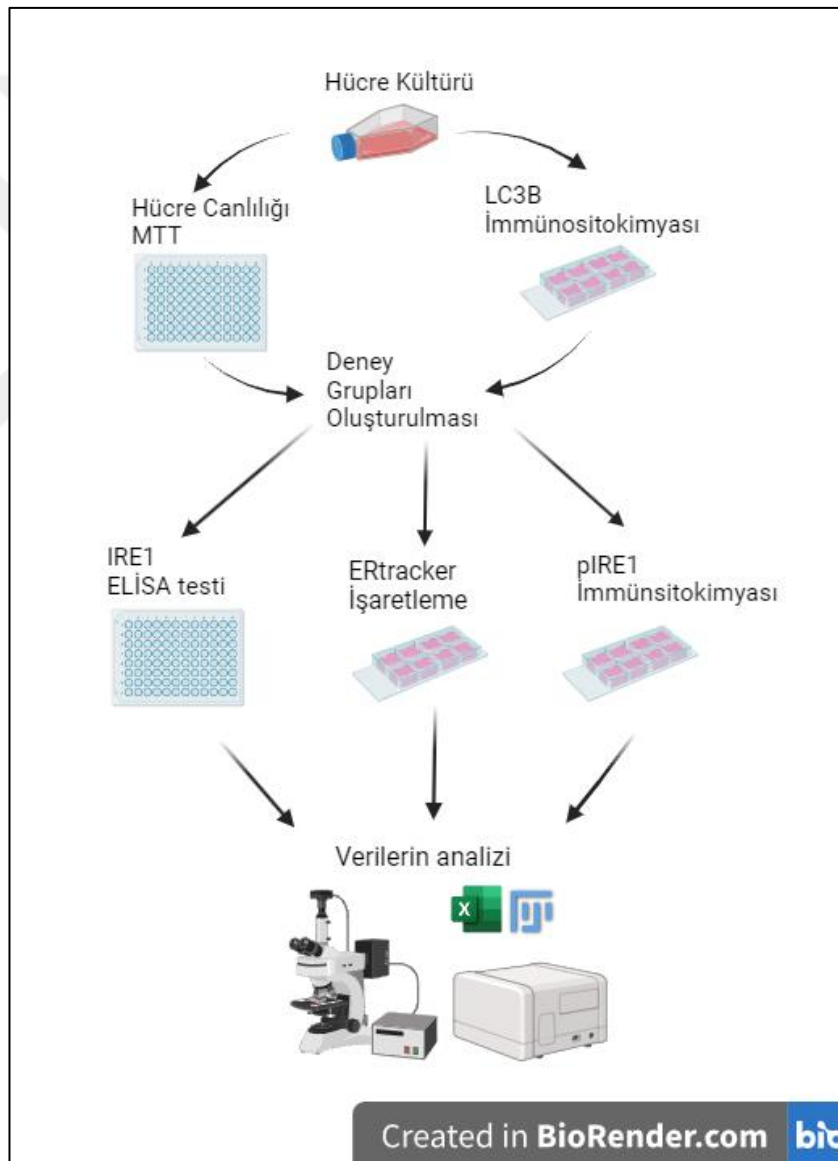 Hücre Kültürü
Hücre Canlılığı
MTT
LC3B
İmmünositokimyası
Deney
Grupları
Oluşturulması
IRE1
ELİSA testi
ERtracker
İşaretleme
pIRE1
İmmünsitokimyası
Verilerin analizi
X
Created in BioRender.com
bio